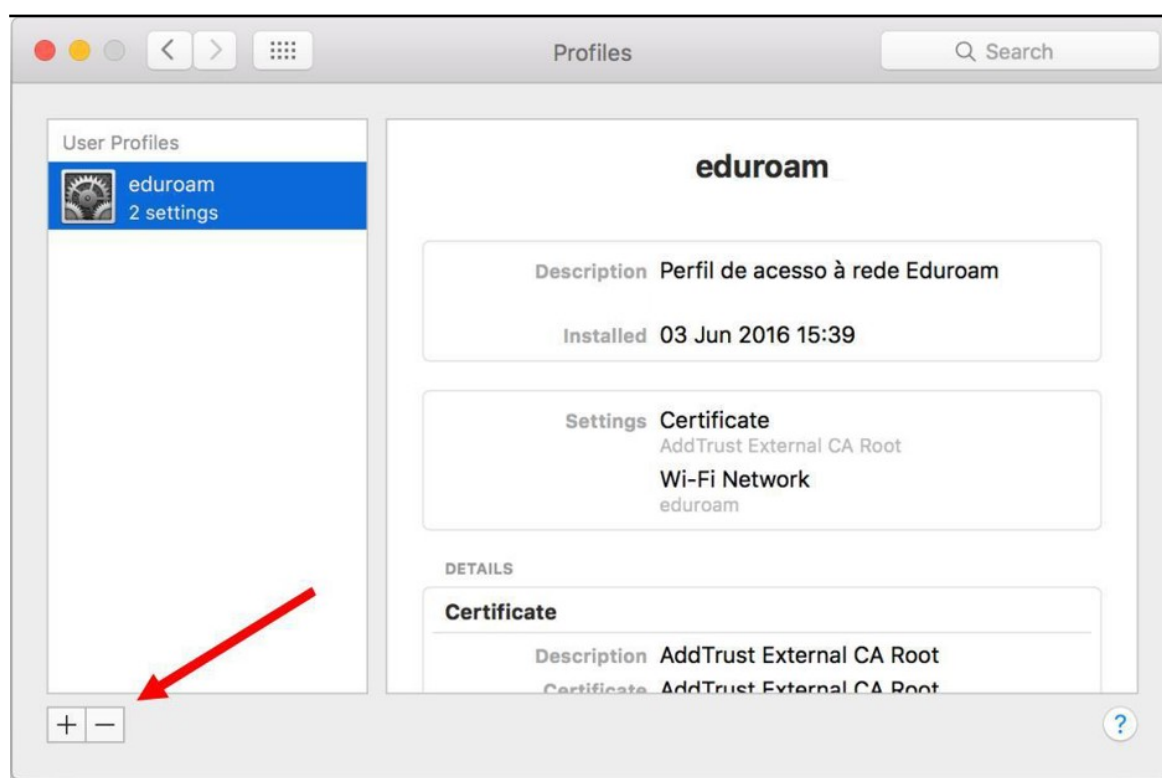 Profiles
Search
User Profiles
eduroam
2 settings
eduroam
Description Perfil de acesso à rede Eduroam
Installed 03 Jun 2016 15:39
Settings Certificate
AddTrust External CA Root
Wi-Fi Network
eduroam
DETAILS
Certificate
Description AddTrust External CA Root
Certificate AddTrust External CA Root
+ −
?